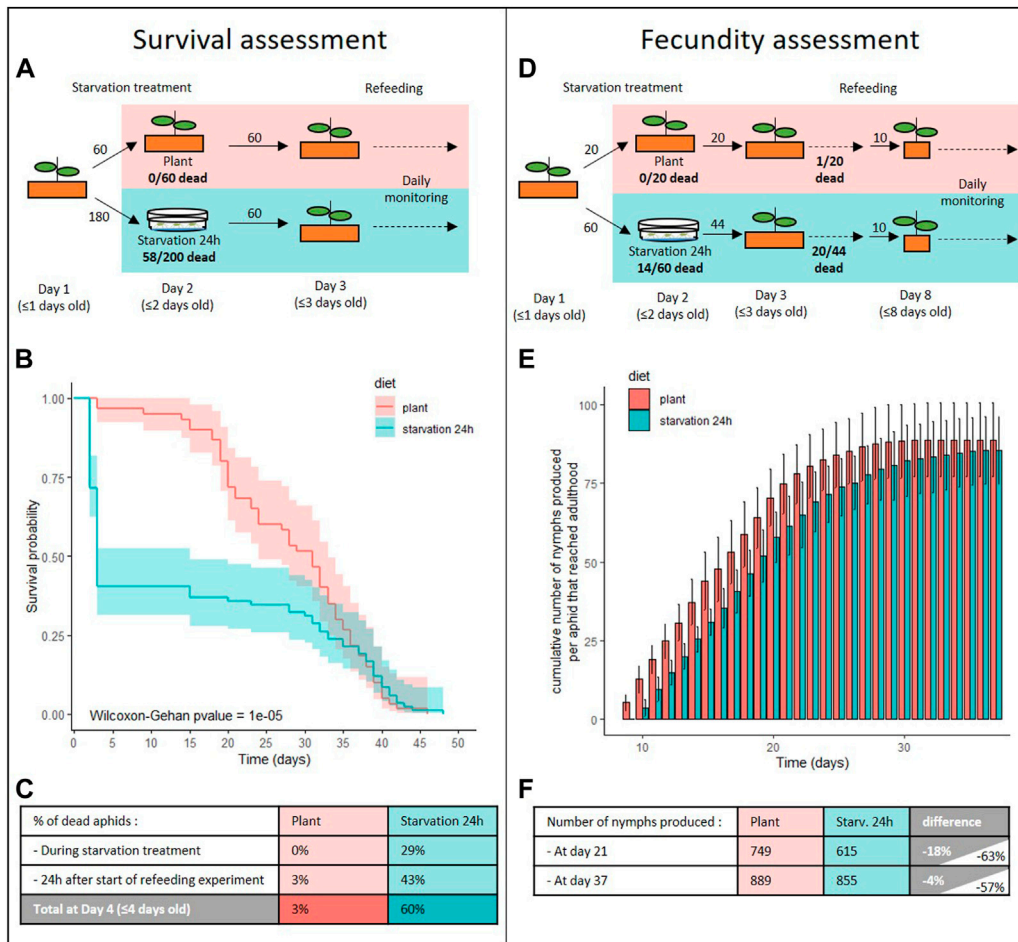 Survival assessment
A
Starvation treatment
Refeeding
60
60
Plant
0/60 dead
180
60
Daily
monitoring
Starvation 24h
58/200 dead
Day 1
(≤1 days old)
Day 2
(≤2 days old)
Day 3
(≤3 days old)
B
diet
plant
starvation 24h
1.00
0.75
0.50
0.25
0.00
Survival probability
Wilcoxon-Gehan pvalue = 1e-05
0 5 10 15 20 25 30 35 40 45 50
Time (days)
C
% of dead aphids : Plant Starvation 24h
- During starvation treatment 0% 29%
- 24h after start of refeeding experiment 3% 43%
Total at Day 4 (≤4 days old) 3% 60%
Fecundity assessment
D
Starvation treatment
Refeeding
20
20
10
Plant
0/20 dead
1/20
dead
60
44
10
Daily
monitoring
Starvation 24h
14/60 dead
20/44
dead
Day 1
(≤1 days old)
Day 2
(≤2 days old)
Day 3
(≤3 days old)
Day 8
(≤8 days old)
E
diet
plant
starvation 24h
100
75
50
25
0
cumulative number of nymphs produced
per aphid that reached adulthood
10 20 30
Time (days)
F
Number of nymphs produced : Plant Starv. 24h difference
- At day 21 749 615 -18% -63%
- At day 37 889 855 -4% -57%